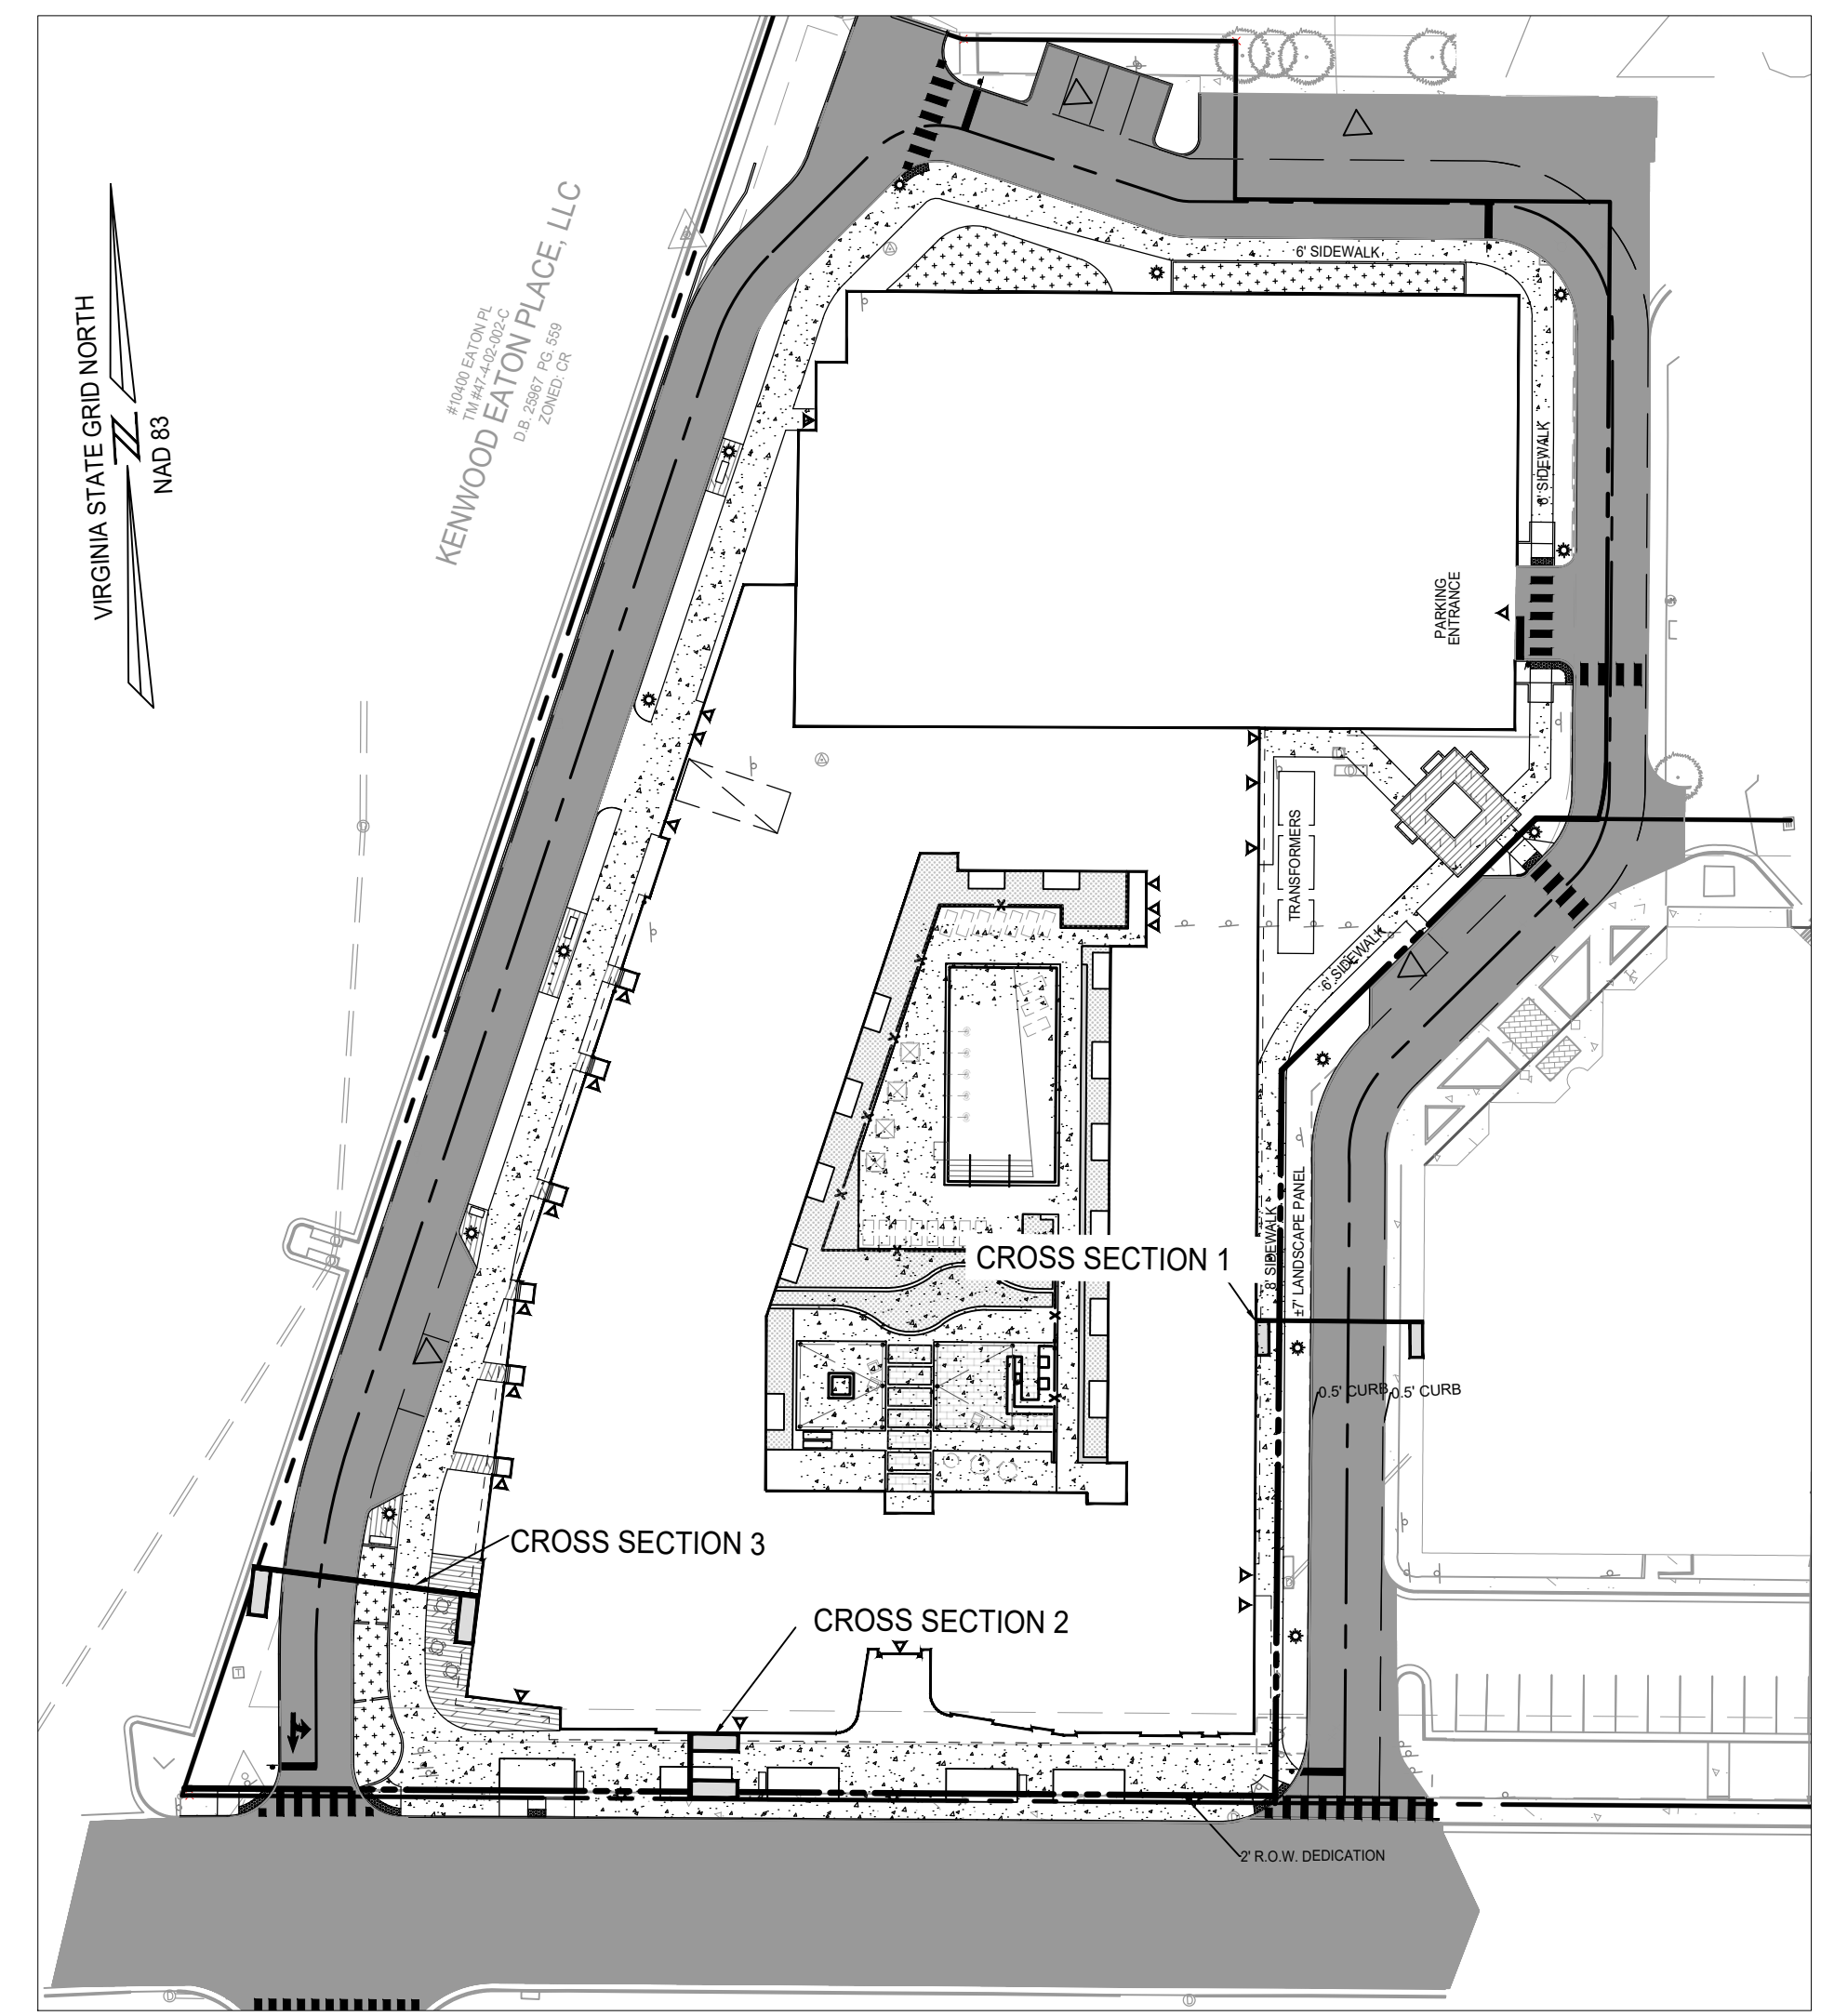 VIRGINIA STATE GRID NORTH
NAD 83
#10400 EATON PL
TM #47-4-02-002-C
KENWOOD EATON PLACE, LLC
D.B. 25967 PG. 559
ZONED: CR
6' SIDEWALK
6' SIDEWALK
PARKING
ENTRANCE
TRANSFORMERS
6' SIDEWALK
8' SIDEWALK
±7' LANDSCAPE PANEL
CROSS SECTION 1
0.5' CURB
0.5' CURB
CROSS SECTION 3
CROSS SECTION 2
2' R.O.W. DEDICATION